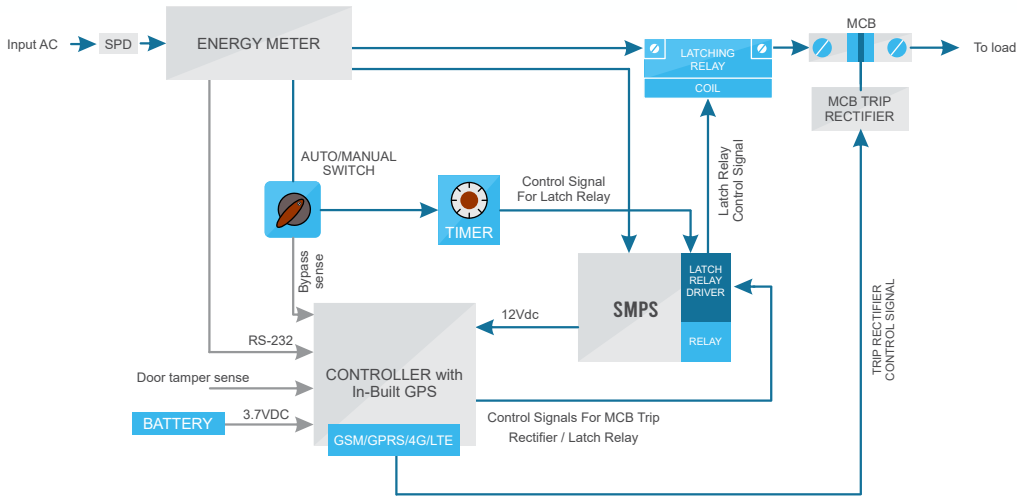 Input AC
SPD
ENERGY METER
LATCHING
RELAY
COIL
MCB
To load
MCB TRIP
RECTIFIER
AUTO/MANUAL
SWITCH
TIMER
Control Signal
For Latch Relay
Latch Relay
Control Signal
Bypass
sense
SMPS
LATCH
RELAY
DRIVER
RELAY
12Vdc
TRIP RECTIFIER
CONTROL SIGNAL
RS-232
Door tamper sense
BATTERY
3.7VDC
CONTROLLER with
In-Built GPS
GSM/GPRS/4G/LTE
Control Signals For MCB Trip
Rectifier / Latch Relay